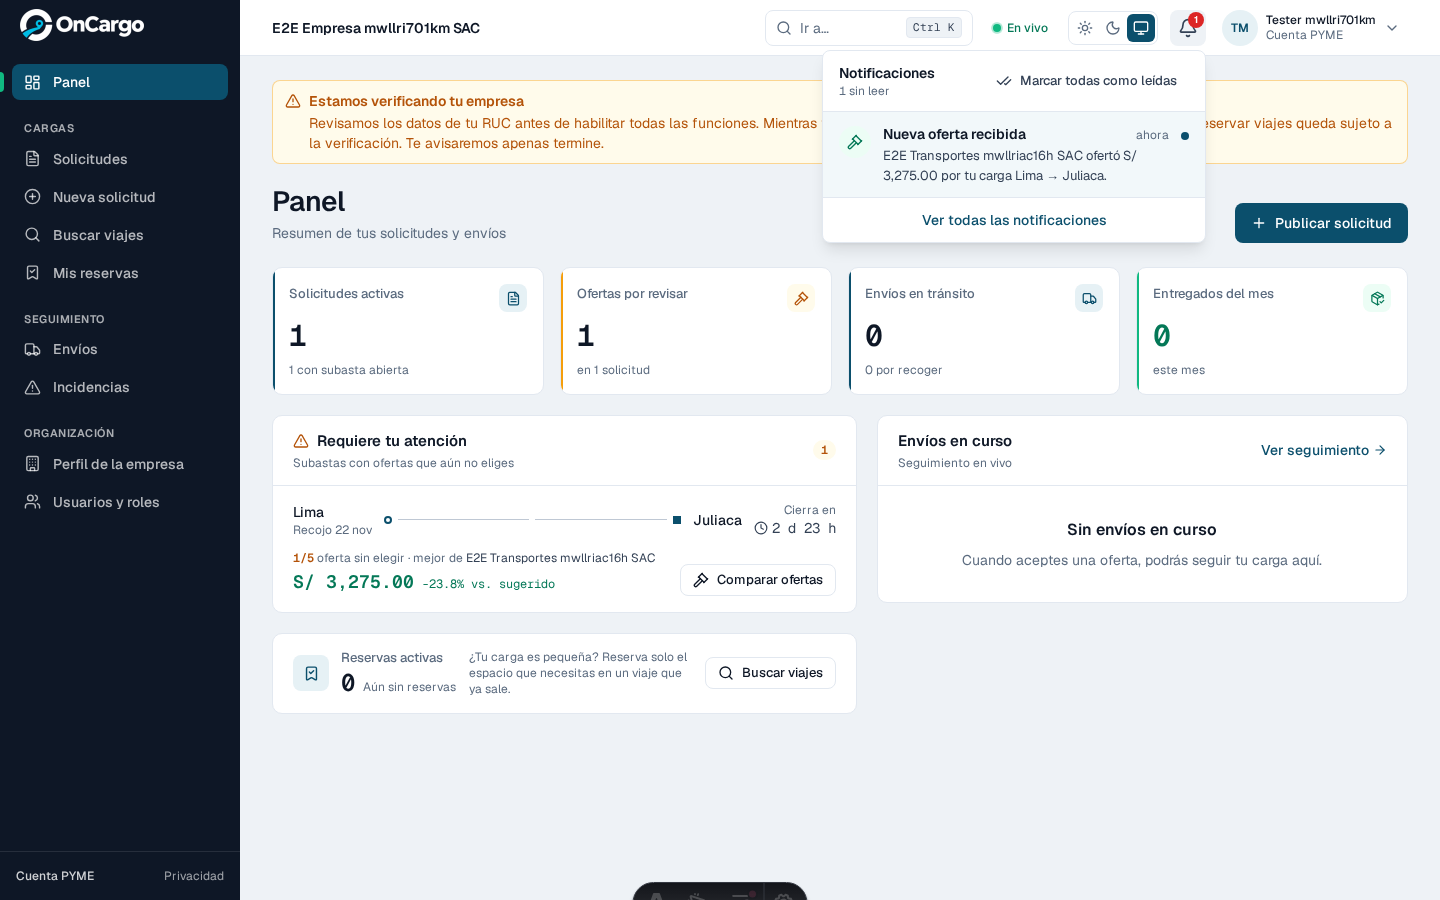 OnCargo
E2E Empresa mwllri701km SAC
Ir a...
Ctrl K
En vivo
1
TM
Tester mwllri701km
Cuenta PYME
Panel
CARGAS
Solicitudes
Nueva solicitud
Buscar viajes
Mis reservas
SEGUIMIENTO
Envíos
Incidencias
ORGANIZACIÓN
Perfil de la empresa
Usuarios y roles
Cuenta PYME
Privacidad
Notificaciones
1 sin leer
Marcar todas como leídas
Nueva oferta recibida
ahora
E2E Transportes mwllriac16h SAC ofertó S/
3,275.00 por tu carga Lima → Juliaca.
Ver todas las notificaciones
Estamos verificando tu empresa
Revisamos los datos de tu RUC antes de habilitar todas las funciones. Mientras
viajes queda sujeto a
la verificación. Te avisaremos apenas termine.
Panel
Resumen de tus solicitudes y envíos
Publicar solicitud
Solicitudes activas
1
1 con subasta abierta
Ofertas por revisar
1
en 1 solicitud
Envíos en tránsito
0
0 por recoger
Entregados del mes
0
este mes
Requiere tu atención
Subastas con ofertas que aún no eliges
1
Lima
Recojo 22 nov
Juliaca
Cierra en
2 d 23 h
1/5 oferta sin elegir · mejor de E2E Transportes mwllriac16h SAC
S/ 3,275.00 -23.8% vs. sugerido
Comparar ofertas
Envíos en curso
Seguimiento en vivo
Ver seguimiento
Sin envíos en curso
Cuando aceptes una oferta, podrás seguir tu carga aquí.
Reservas activas
0 Aún sin reservas
¿Tu carga es pequeña? Reserva solo el
espacio que necesitas en un viaje que
ya sale.
Buscar viajes